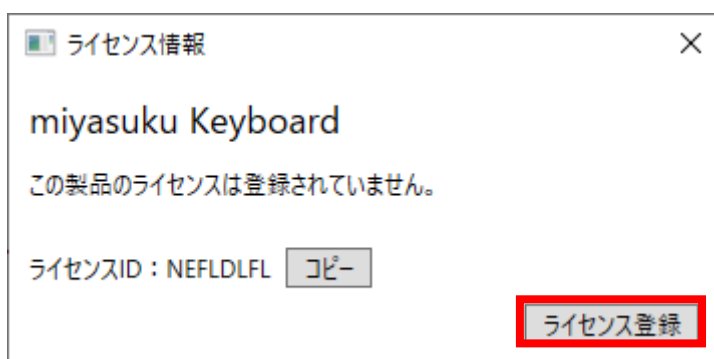 ライセンス情報
miyasuku Keyboard
この製品のライセンスは登録されていません。
ライセンスID：NEFLDLFL コピー
ライセンス登録